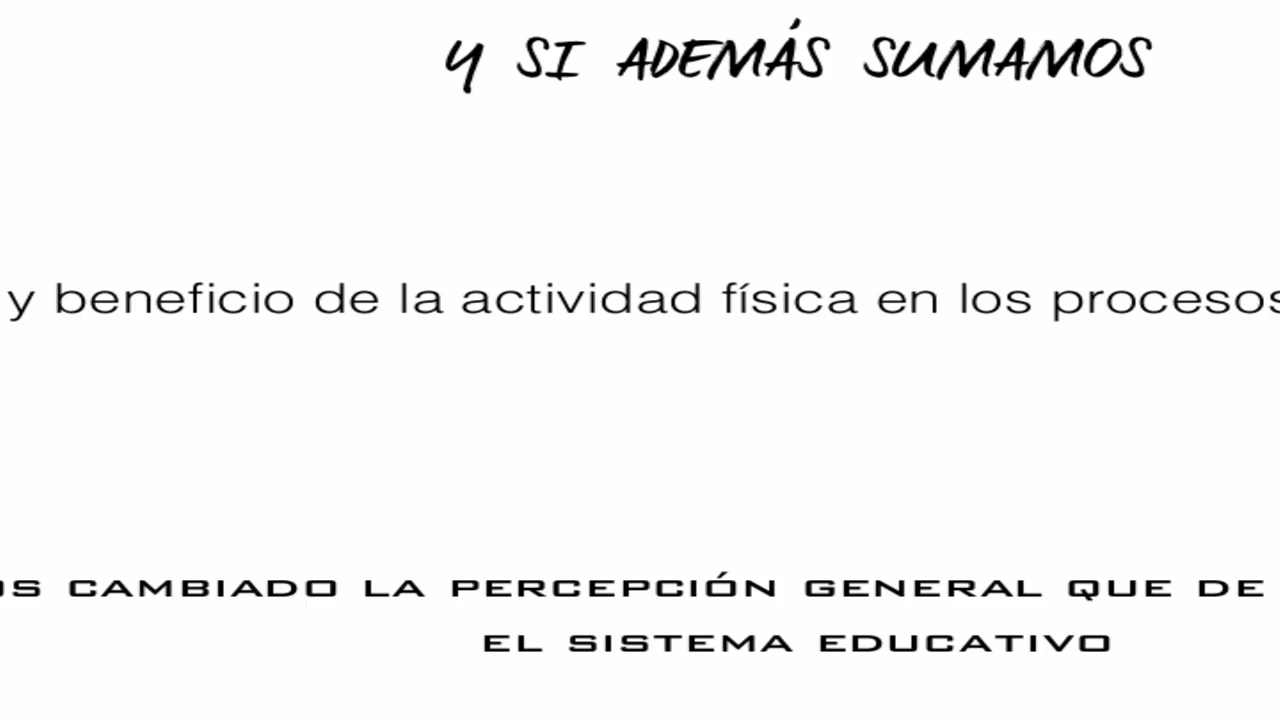 Y SI ADEMÁS SUMAMOS
y beneficio de la actividad física en los procesos
CAMBIADO LA PERCEPCIÓN GENERAL QUE DE
EL SISTEMA EDUCATIVO